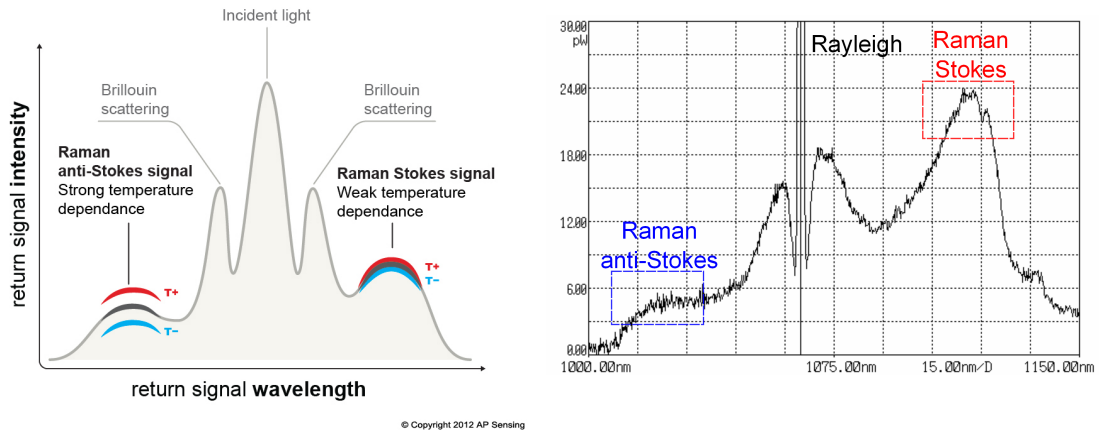 Incident light
Brillouin
scattering
Brillouin
scattering
Raman
anti-Stokes signal
Strong temperature
dependance
Raman Stokes signal
Weak temperature
dependance
T+
T−
T+
T−
return signal intensity
return signal wavelength
© Copyright 2012 AP Sensing
30.00
pW
24.00
18.00
12.00
6.00
0.00
Rayleigh
Raman
Stokes
Raman
anti-Stokes
1000.00nm
1075.00nm
15.00nm/D
1150.00nm